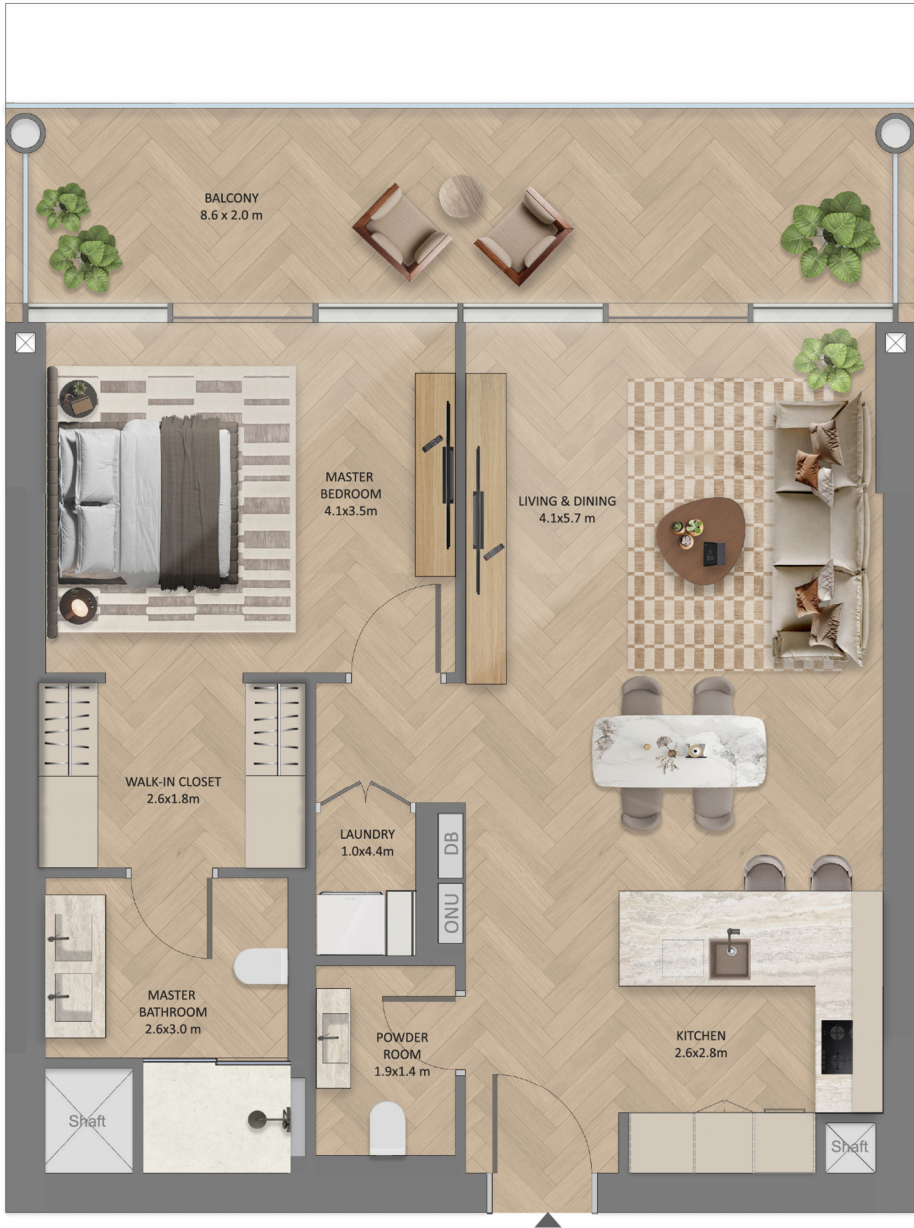 BALCONY
8.6 x 2.0 m
MASTER
BEDROOM
4.1x3.5m
LIVING & DINING
4.1x5.7 m
WALK-IN CLOSET
2.6x1.8m
LAUNDRY
1.0x4.4m
DB
ONU
MASTER
BATHROOM
2.6x3.0 m
POWDER
ROOM
1.9x1.4 m
KITCHEN
2.6x2.8m
Shaft
Shaft